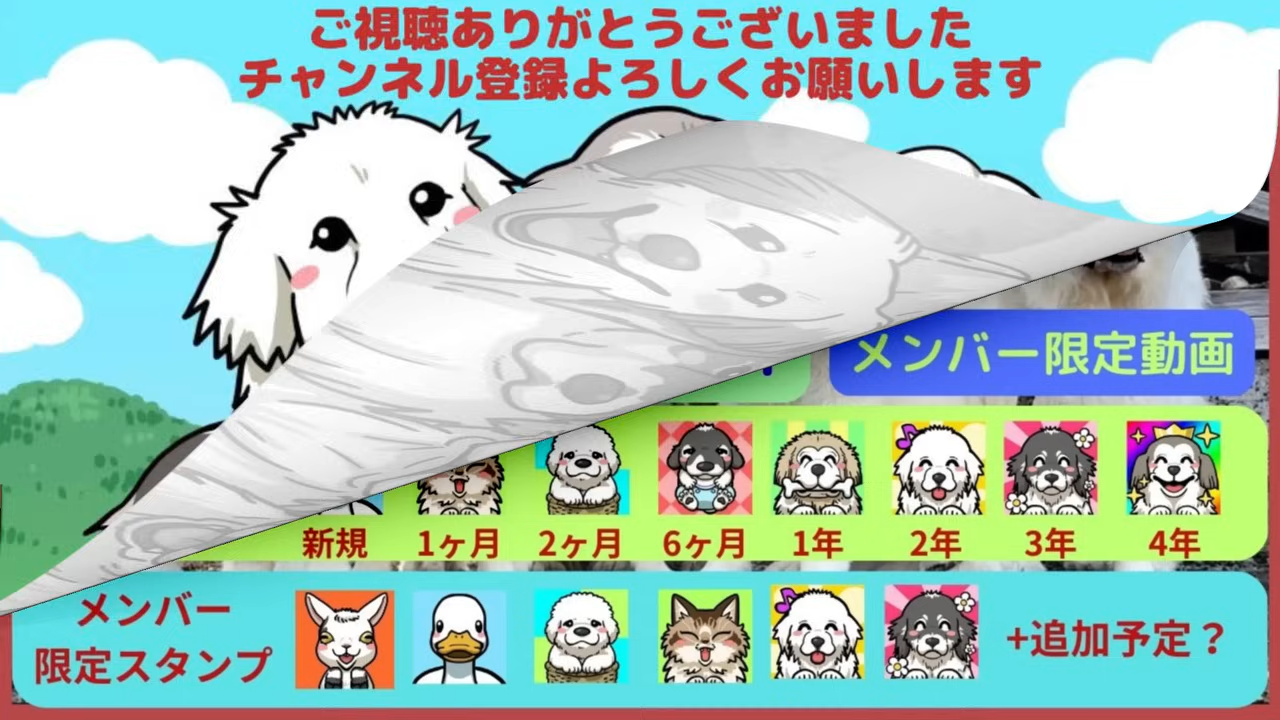 ご視聴ありがとうございました
チャンネル登録よろしくお願いします
メンバー限定動画
新規 1ヶ月 2ヶ月 6ヶ月 1年 2年 3年 4年
メンバー
限定スタンプ
+追加予定？